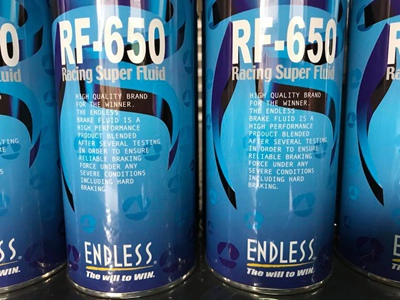 RF-650
Racing Super Fluid
HIGH QUALITY BRAND
FOR THE WINNER.
THE ENDLESS
BRAKE FLUID IS A
HIGH PERFORMANCE
PRODUCT BLENDED
AFTER SEVERAL TESTING
IN ORDER TO ENSURE
RELIABLE BRAKING
FORCE UNDER ANY
SEVERE CONDITIONS
INCLUDING HARD
BRAKING.
ENDLESS
The will to WIN.
RF-650
Racing Super Fluid
HIGH QUALITY BRAND
FOR THE WINNER.
THE ENDLESS
BRAKE FLUID IS A
HIGH PERFORMANCE
PRODUCT BLENDED
AFTER SEVERAL TESTING
IN ORDER TO ENSURE
RELIABLE BRAKING
FORCE UNDER ANY
SEVERE CONDITIONS
INCLUDING HARD
BRAKING.
ENDLESS
The will to WIN.